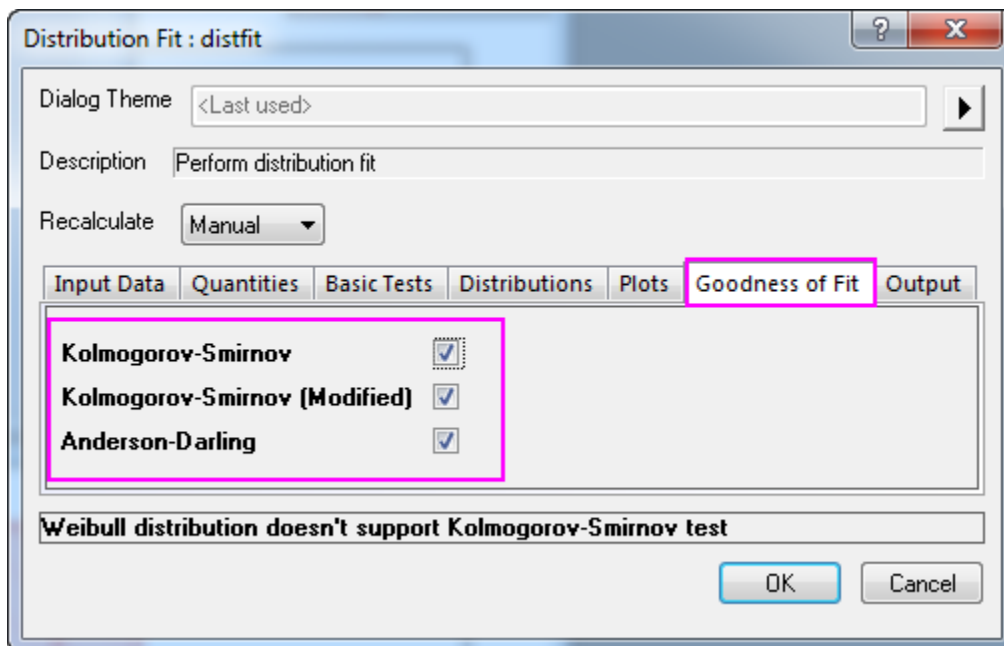 Distribution Fit : distfit
?
Dialog Theme <Last used>
Description Perform distribution fit
Recalculate Manual
Input Data Quantities Basic Tests Distributions Plots Goodness of Fit Output
Kolmogorov-Smirnov
Kolmogorov-Smirnov (Modified)
Anderson-Darling
Weibull distribution doesn't support Kolmogorov-Smirnov test
OK Cancel